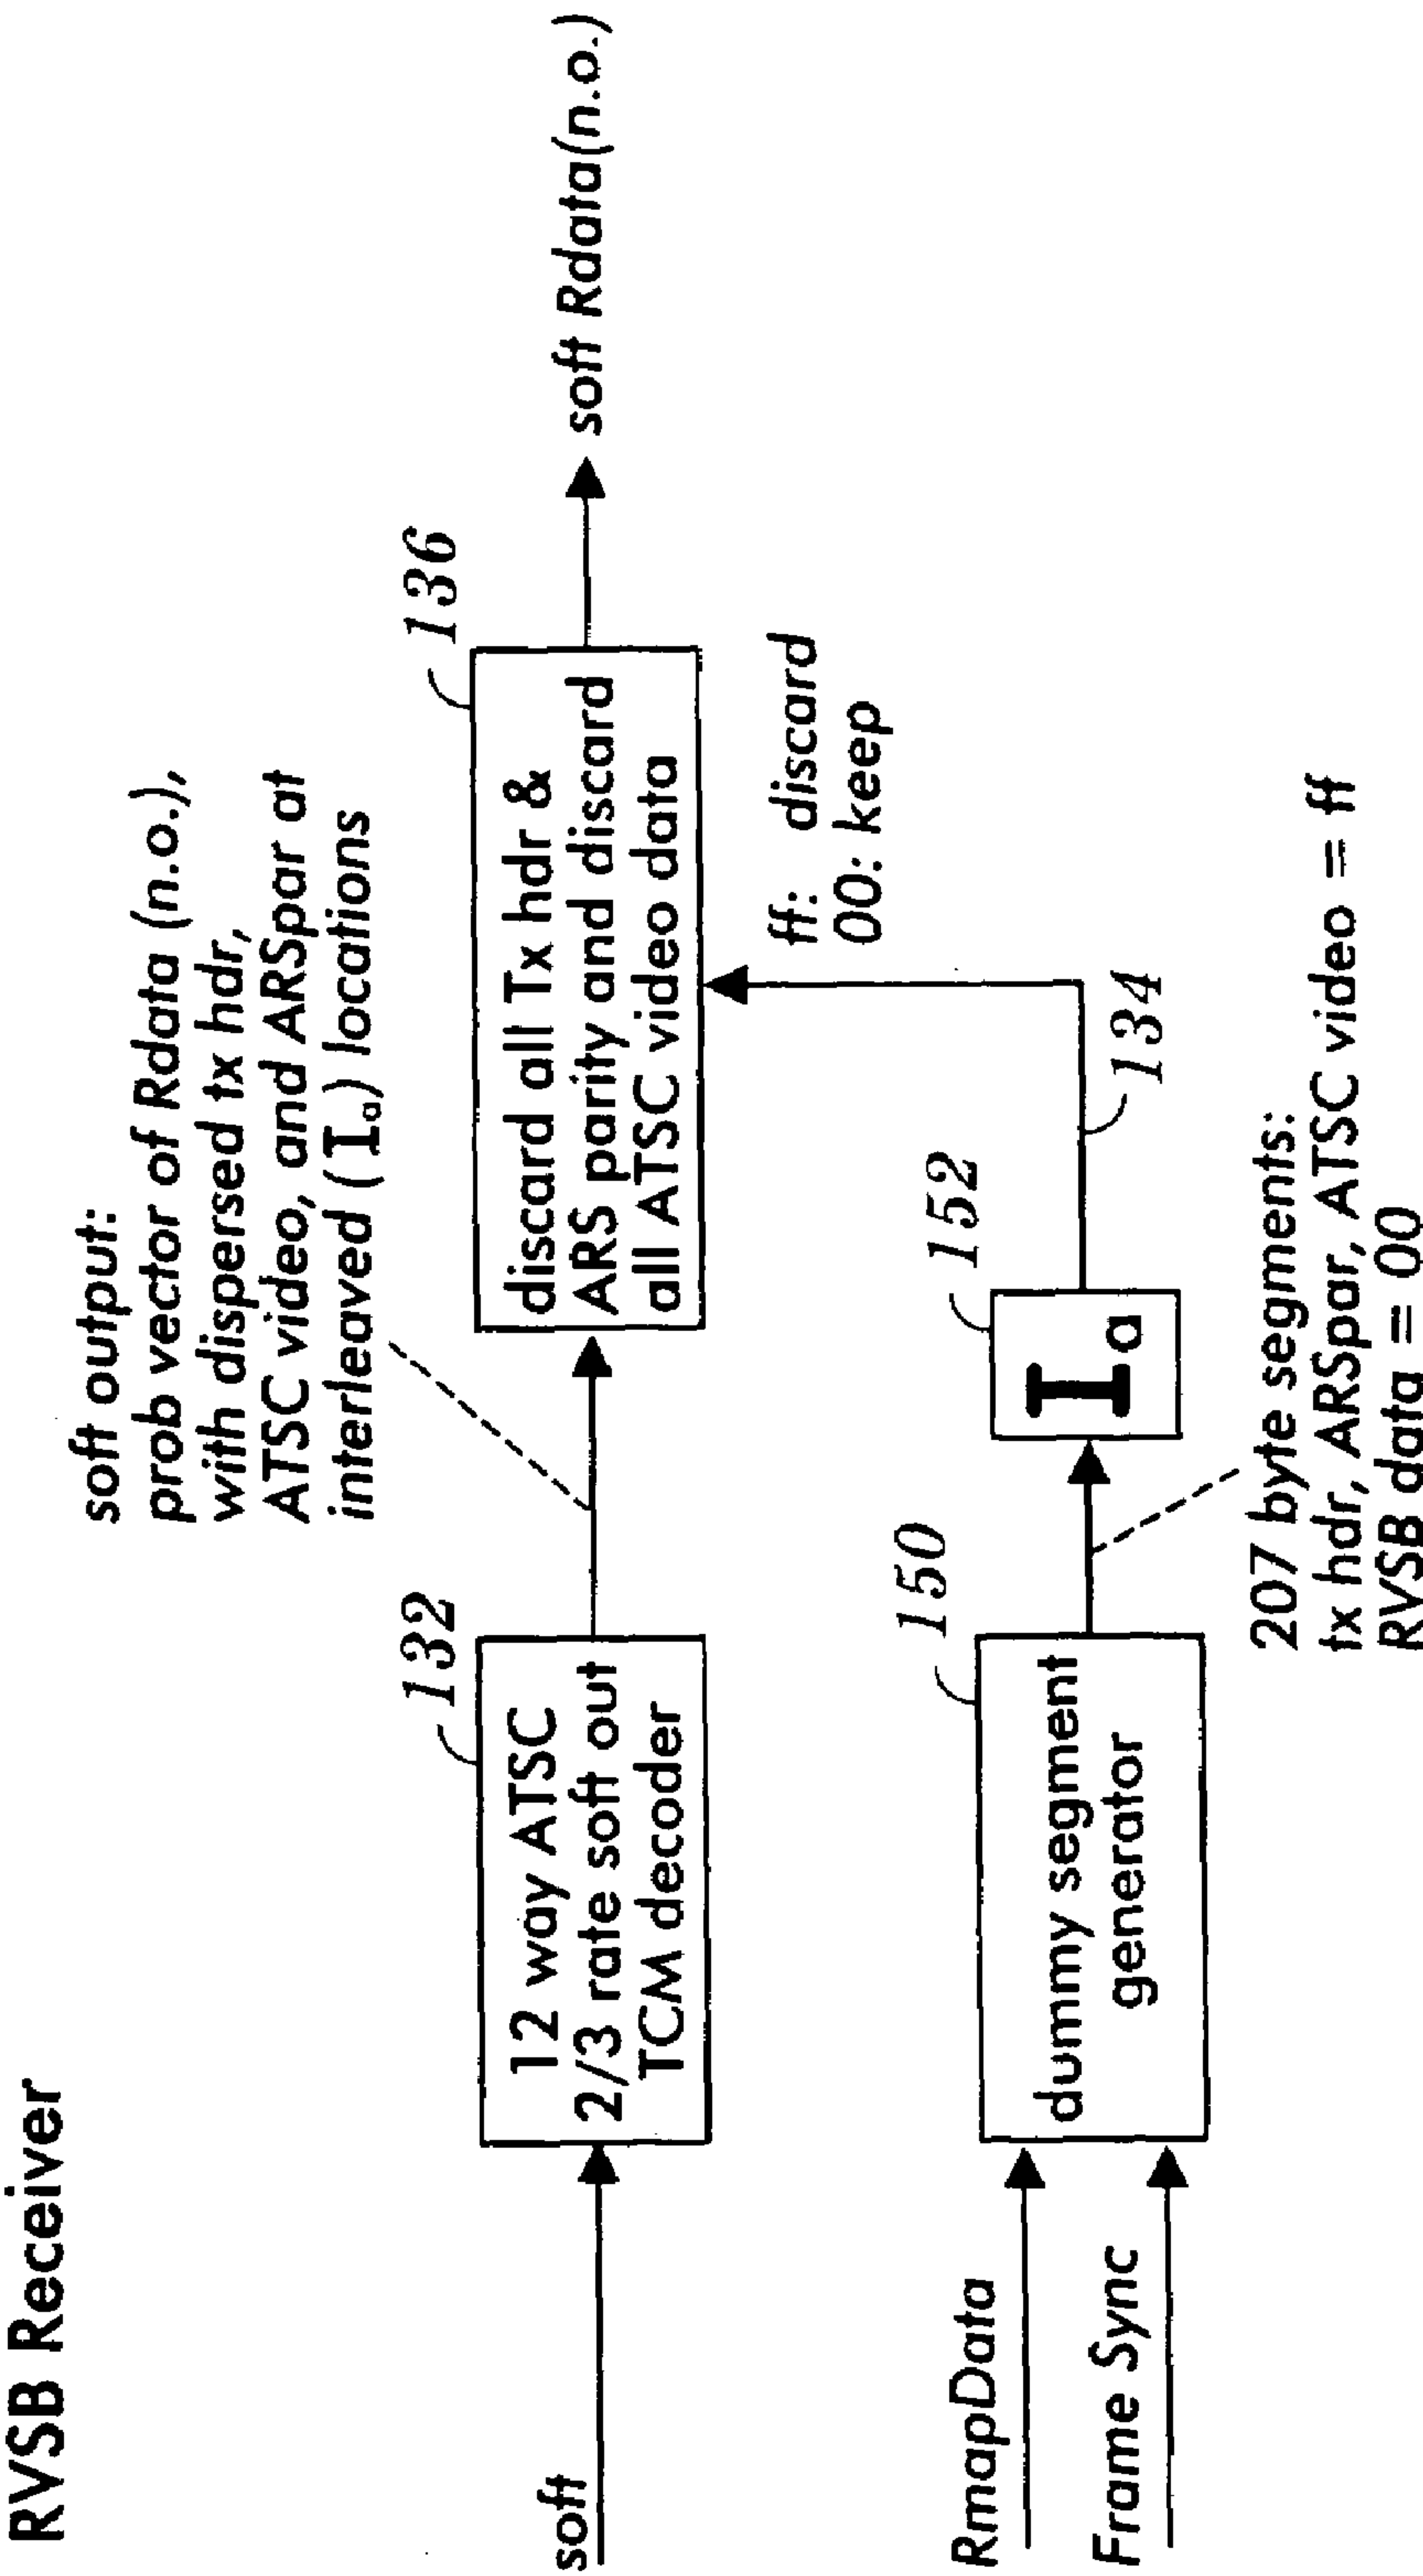 RVSB Receiver
soft output:
prob vector of Rdata (n.o.),
with dispersed tx hdr,
ATSC video, and ARSpar at
interleaved (Ia) locations
soft
132
12 way ATSC
2/3 rate soft out
TCM decoder
136
discard all Tx hdr &
ARS parity and discard
all ATSC video data
soft Rdata(n.o.)
ff: discard
00: keep
RmapData
Frame Sync
150
dummy segment
generator
152
Ia
134
207 byte segments:
tx hdr, ARSpar, ATSC video = ff
RVSB data = 00